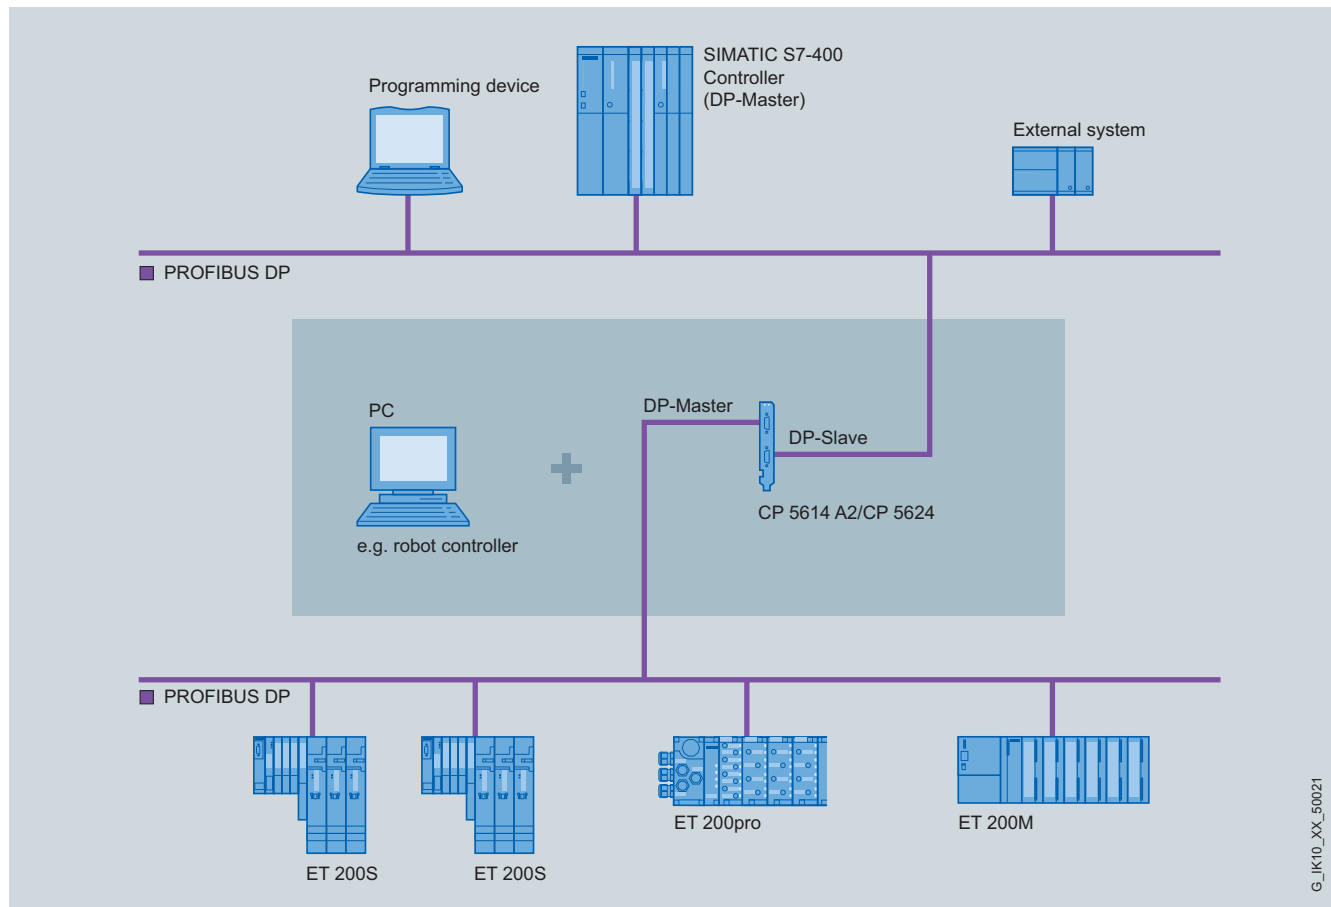 SIMATIC S7-400
Controller
(DP-Master)
Programming device
External system
PROFIBUS DP
DP-Master
PC
DP-Slave
CP 5614 A2/CP 5624
e.g. robot controller
PROFIBUS DP
ET 200pro
ET 200M
ET 200S
ET 200S
G_IK10_XX_50021